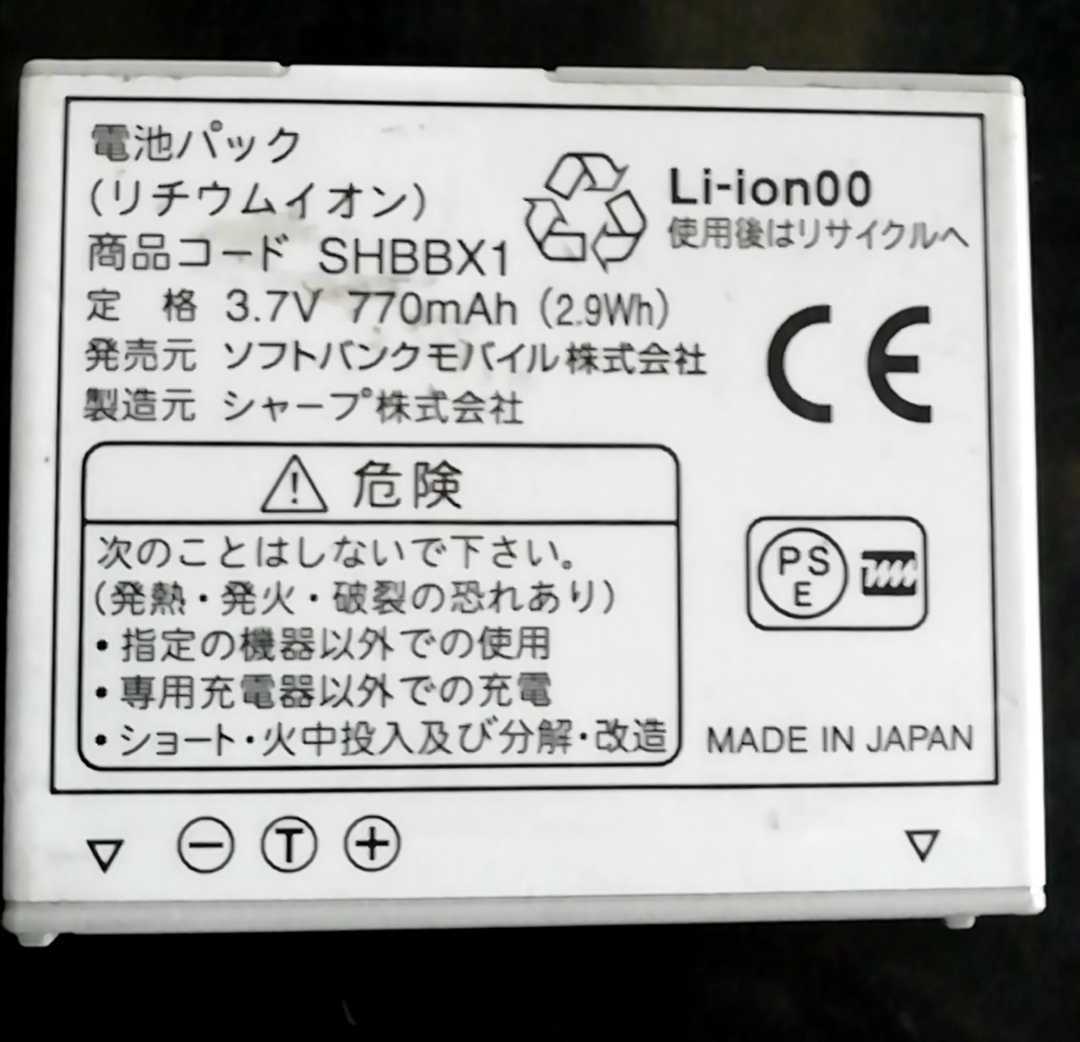 電池パック
(リチウムイオン)
商品コード SHBBX1
定 格 3.7V 770mAh (2.9Wh)
発売元 ソフトバンクモバイル株式会社
製造元 シャープ株式会社
Li-ion00
使用後はリサイクルへ
CE
⚠ 危険
次のことはしないで下さい。
(発熱・発火・破裂の恐れあり)
・指定の機器以外での使用
・専用充電器以外での充電
・ショート・火中投入及び分解・改造
PS
E
MADE IN JAPAN
▽ ⊖ Ⓣ ⊕ ▽